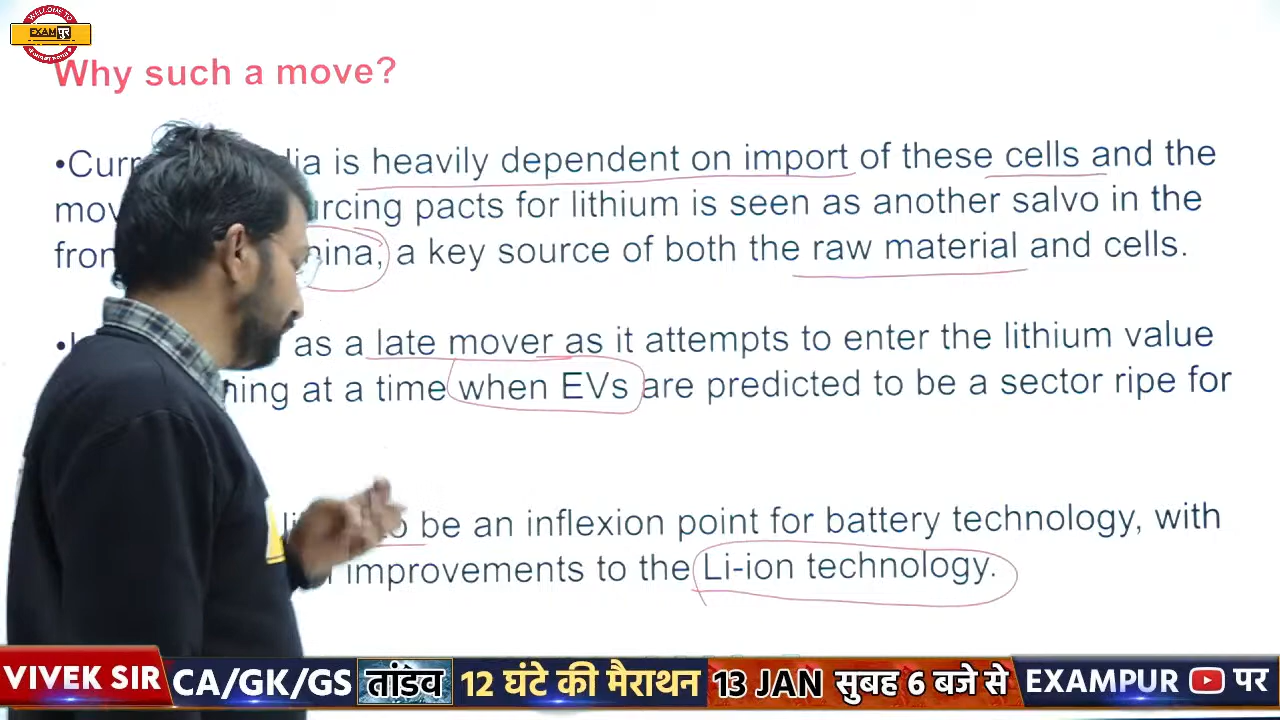 WELCOME TO
EXAMपुर
Why such a move?
•Curr dia is heavily dependent on import of these cells and the
mov urcing pacts for lithium is seen as another salvo in the
fron hina, a key source of both the raw material and cells.
•I as a late mover as it attempts to enter the lithium value
ning at a time when EVs are predicted to be a sector ripe for
be an inflexion point for battery technology, with
improvements to the Li-ion technology.
VIVEK SIR CA/GK/GS तांडव 12 घंटे की मैराथन 13 JAN सुबह 6 बजे से EXAMPUR पर